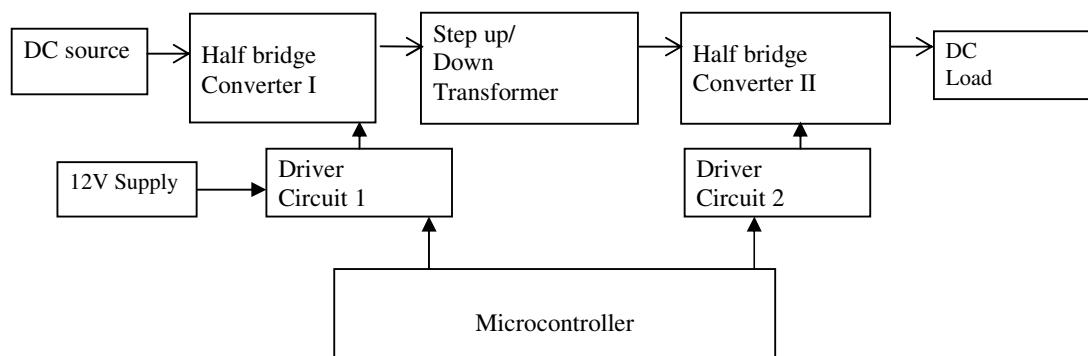 DC source
Half bridge
Converter I
Step up/
Down
Transformer
Half bridge
Converter II
DC
Load
12V Supply
Driver
Circuit 1
Driver
Circuit 2
Microcontroller